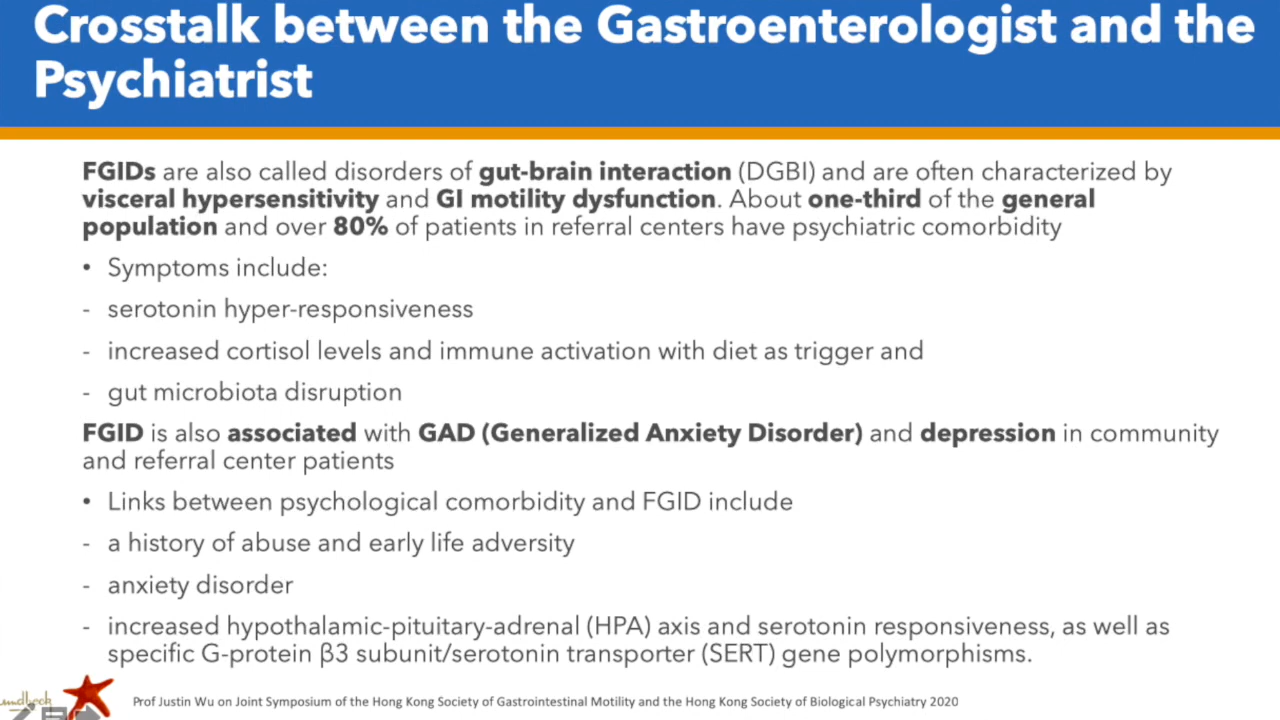 Crosstalk between the Gastroenterologist and the
Psychiatrist
FGIDs are also called disorders of gut-brain interaction (DGBI) and are often characterized by
visceral hypersensitivity and GI motility dysfunction. About one-third of the general
population and over 80% of patients in referral centers have psychiatric comorbidity
• Symptoms include:
- serotonin hyper-responsiveness
- increased cortisol levels and immune activation with diet as trigger and
- gut microbiota disruption
FGID is also associated with GAD (Generalized Anxiety Disorder) and depression in community
and referral center patients
• Links between psychological comorbidity and FGID include
- a history of abuse and early life adversity
- anxiety disorder
- increased hypothalamic-pituitary-adrenal (HPA) axis and serotonin responsiveness, as well as
specific G-protein β3 subunit/serotonin transporter (SERT) gene polymorphisms.
Prof Justin Wu on Joint Symposium of the Hong Kong Society of Gastrointestinal Motility and the Hong Kong Society of Biological Psychiatry 2020